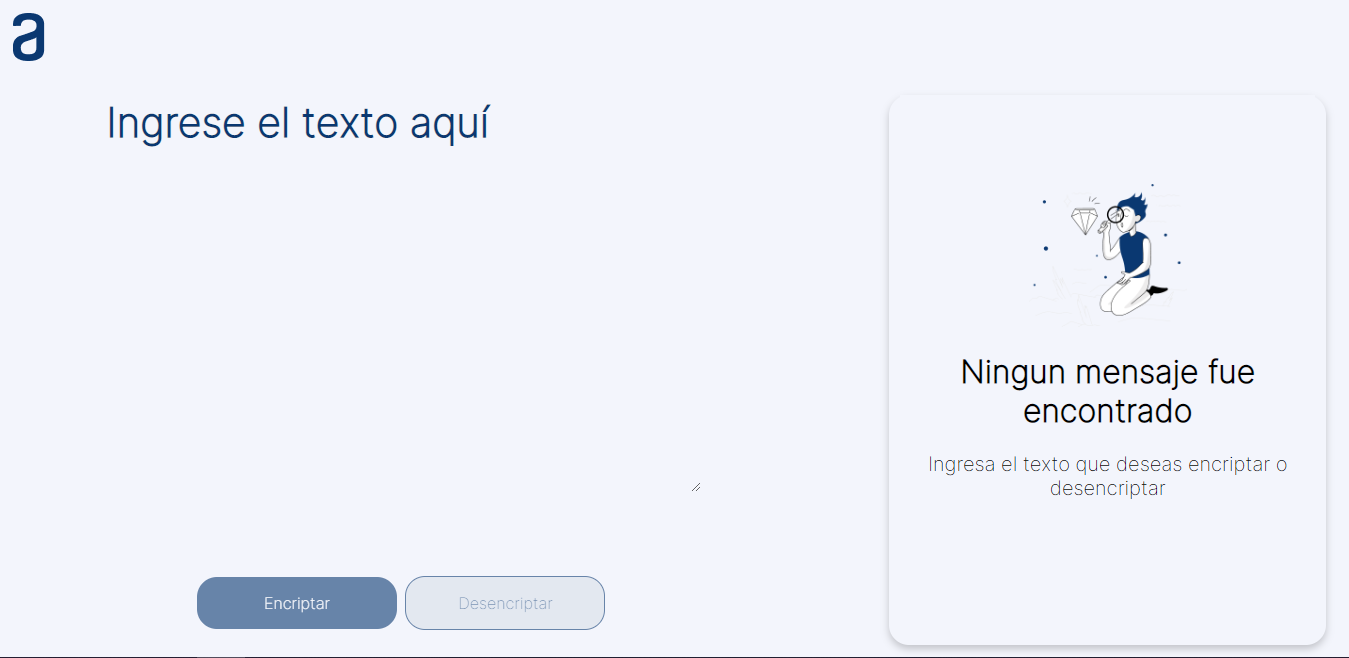 a
Ingrese el texto aquí
Ningun mensaje fue
encontrado
Ingresa el texto que deseas encriptar o
desencriptar
Encriptar
Desencriptar